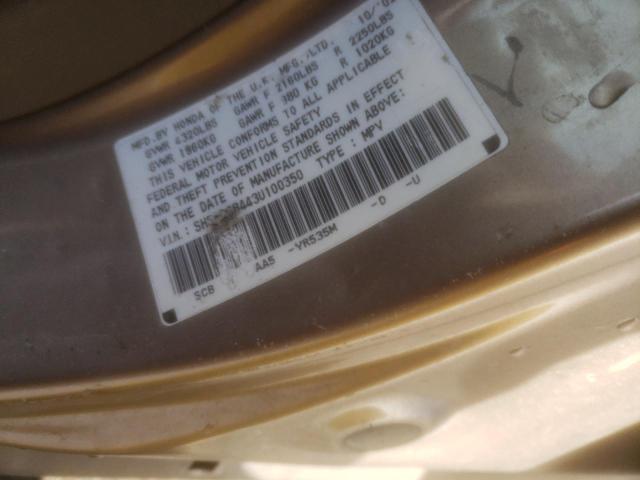 MFD.BY HONDA OF THE U.K. MFG.,LTD. 10/'02
GVWR 4320LBS GAWR F 2160LBS R 2250LBS
GVWR 1960KG GAWR F 980 KG R 1020KG
THIS VEHICLE CONFORMS TO ALL APPLICABLE
FEDERAL MOTOR VEHICLE SAFETY
AND THEFT PREVENTION STANDARDS IN EFFECT
ON THE DATE OF MANUFACTURE SHOWN ABOVE:
V.I.N.: TYPE : MPV
SCB AA5 -YR535M -D -U